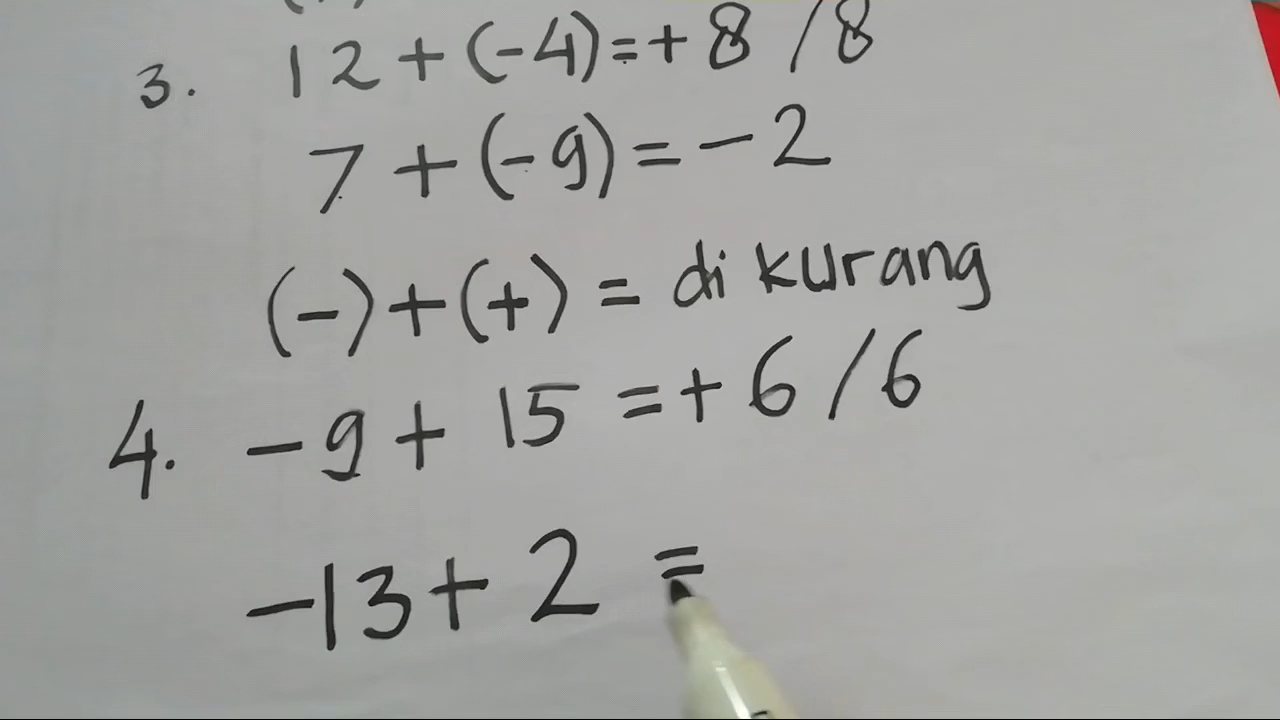 3. 12 + (-4) = + 8 / 8
7 + (-9) = - 2
(-) + (+) = di kurang
4. - 9 + 15 = + 6 / 6
-13 + 2 =